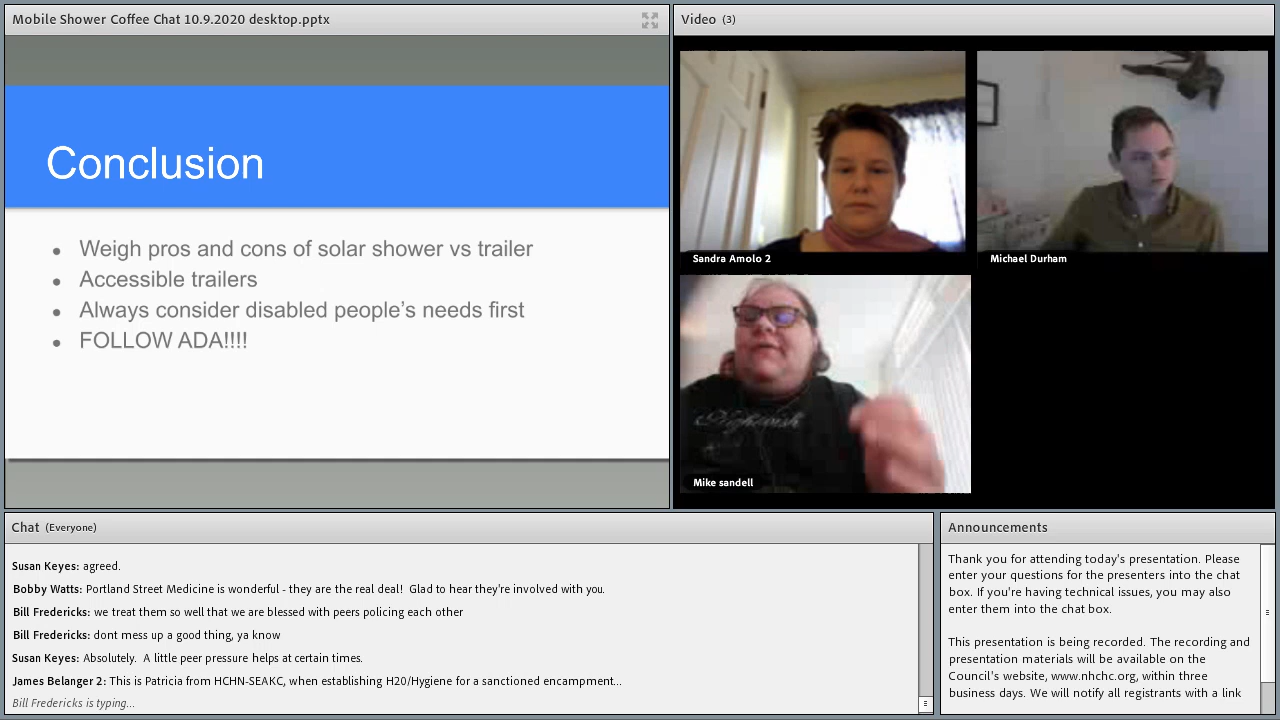 Mobile Shower Coffee Chat 10.9.2020 desktop.pptx
Conclusion
● Weigh pros and cons of solar shower vs trailer
● Accessible trailers
● Always consider disabled people's needs first
● FOLLOW ADA!!!!
Video (3)
Sandra Amolo 2
Michael Durham
Nightwish
Mike sandell
Chat (Everyone)
Susan Keyes: agreed.
Bobby Watts: Portland Street Medicine is wonderful - they are the real deal! Glad to hear they're involved with you.
Bill Fredericks: we treat them so well that we are blessed with peers policing each other
Bill Fredericks: dont mess up a good thing, ya know
Susan Keyes: Absolutely. A little peer pressure helps at certain times.
James Belanger 2: This is Patricia from HCHN-SEAKC, when establishing H20/Hygiene for a sanctioned encampment...
Bill Fredericks is typing...
Announcements
Thank you for attending today's presentation. Please
enter your questions for the presenters into the chat
box. If you're having technical issues, you may also
enter them into the chat box.
This presentation is being recorded. The recording and
presentation materials will be available on the
Council's website, www.nhchc.org, within three
business days. We will notify all registrants with a link